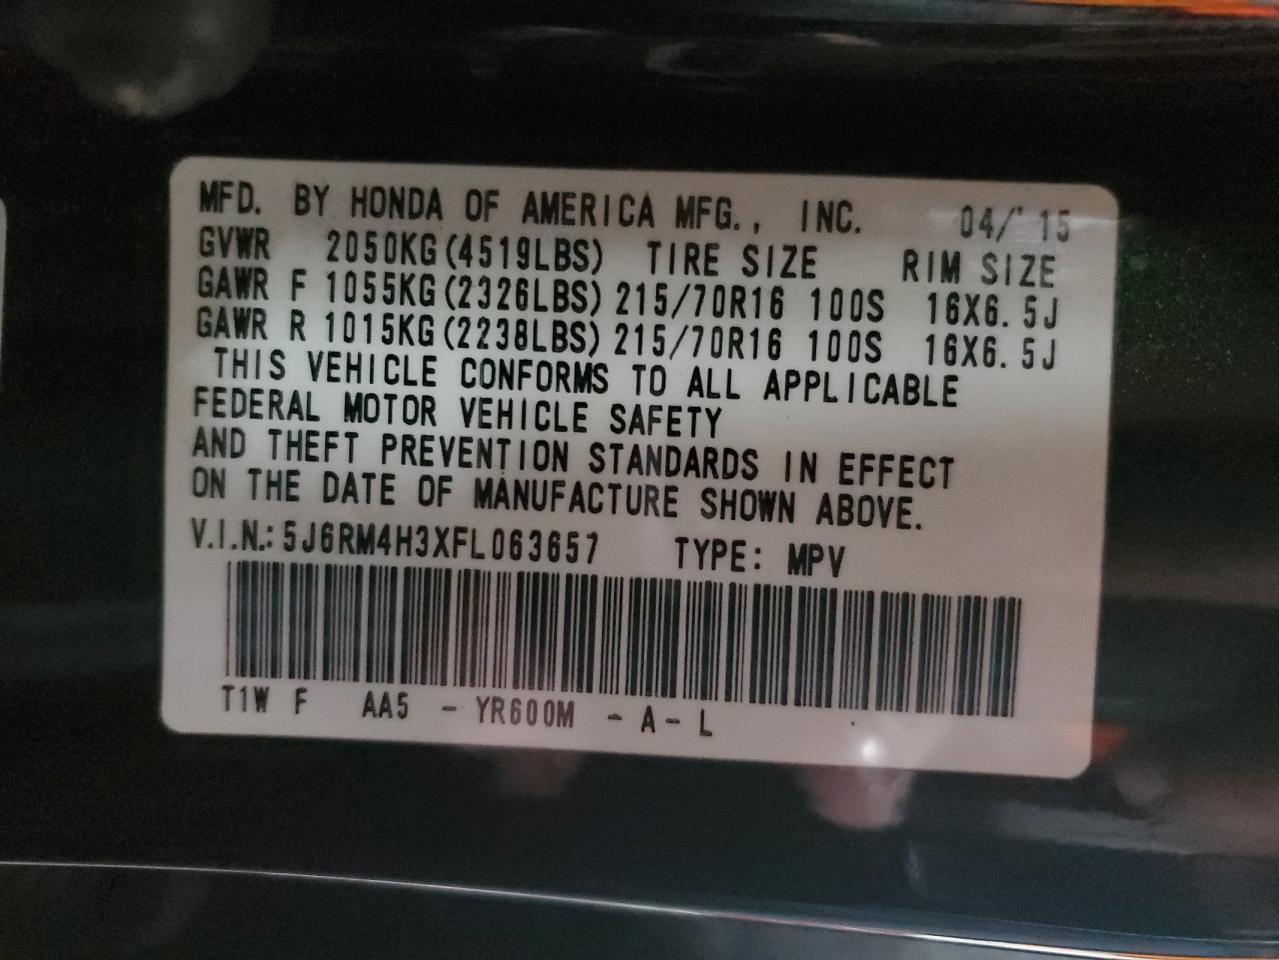 MFD. BY HONDA OF AMERICA MFG., INC. 04/'15
GVWR 2050KG(4519LBS) TIRE SIZE RIM SIZE
GAWR F 1055KG(2326LBS) 215/70R16 100S 16X6.5J
GAWR R 1015KG(2238LBS) 215/70R16 100S 16X6.5J
THIS VEHICLE CONFORMS TO ALL APPLICABLE
FEDERAL MOTOR VEHICLE SAFETY
AND THEFT PREVENTION STANDARDS IN EFFECT
ON THE DATE OF MANUFACTURE SHOWN ABOVE.
V.I.N.: 5J6RM4H3XFL063657 TYPE: MPV
T1W F AA5 - YR600M - A - L